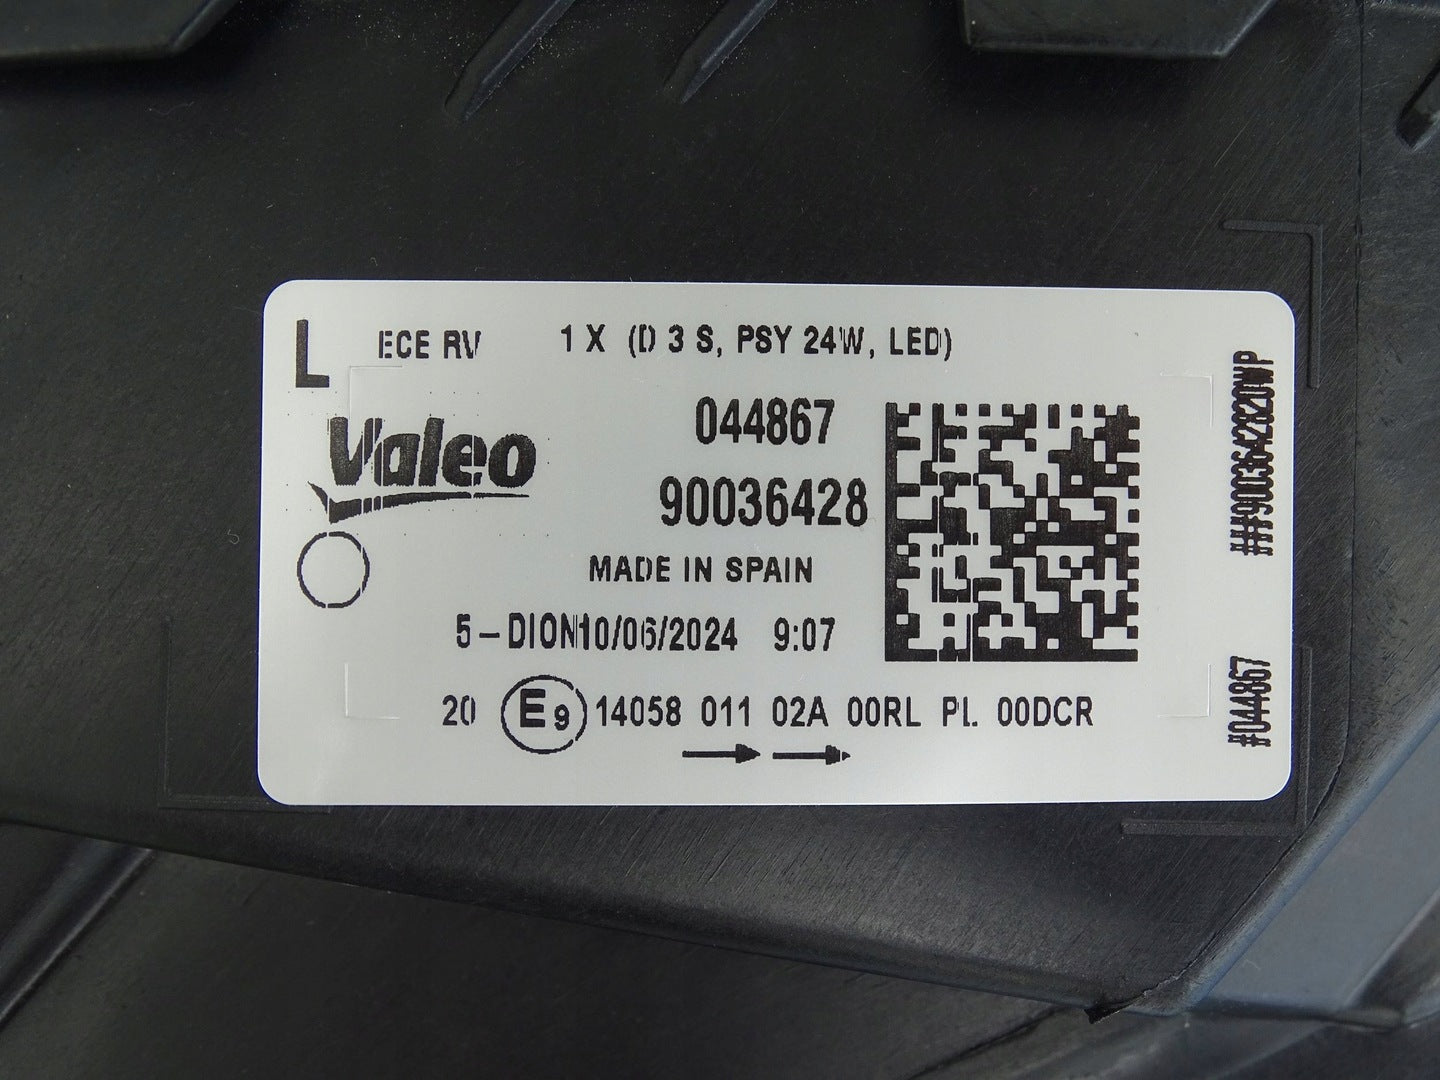 L ECE RV 1 X (D 3 S, PSY 24W, LED)
Valeo
044867
90036428
MADE IN SPAIN
5-DION10/06/2024 9:07
20 E9 14058 011 02A 00RL PL 00DCR
##9003642820WP
#044867